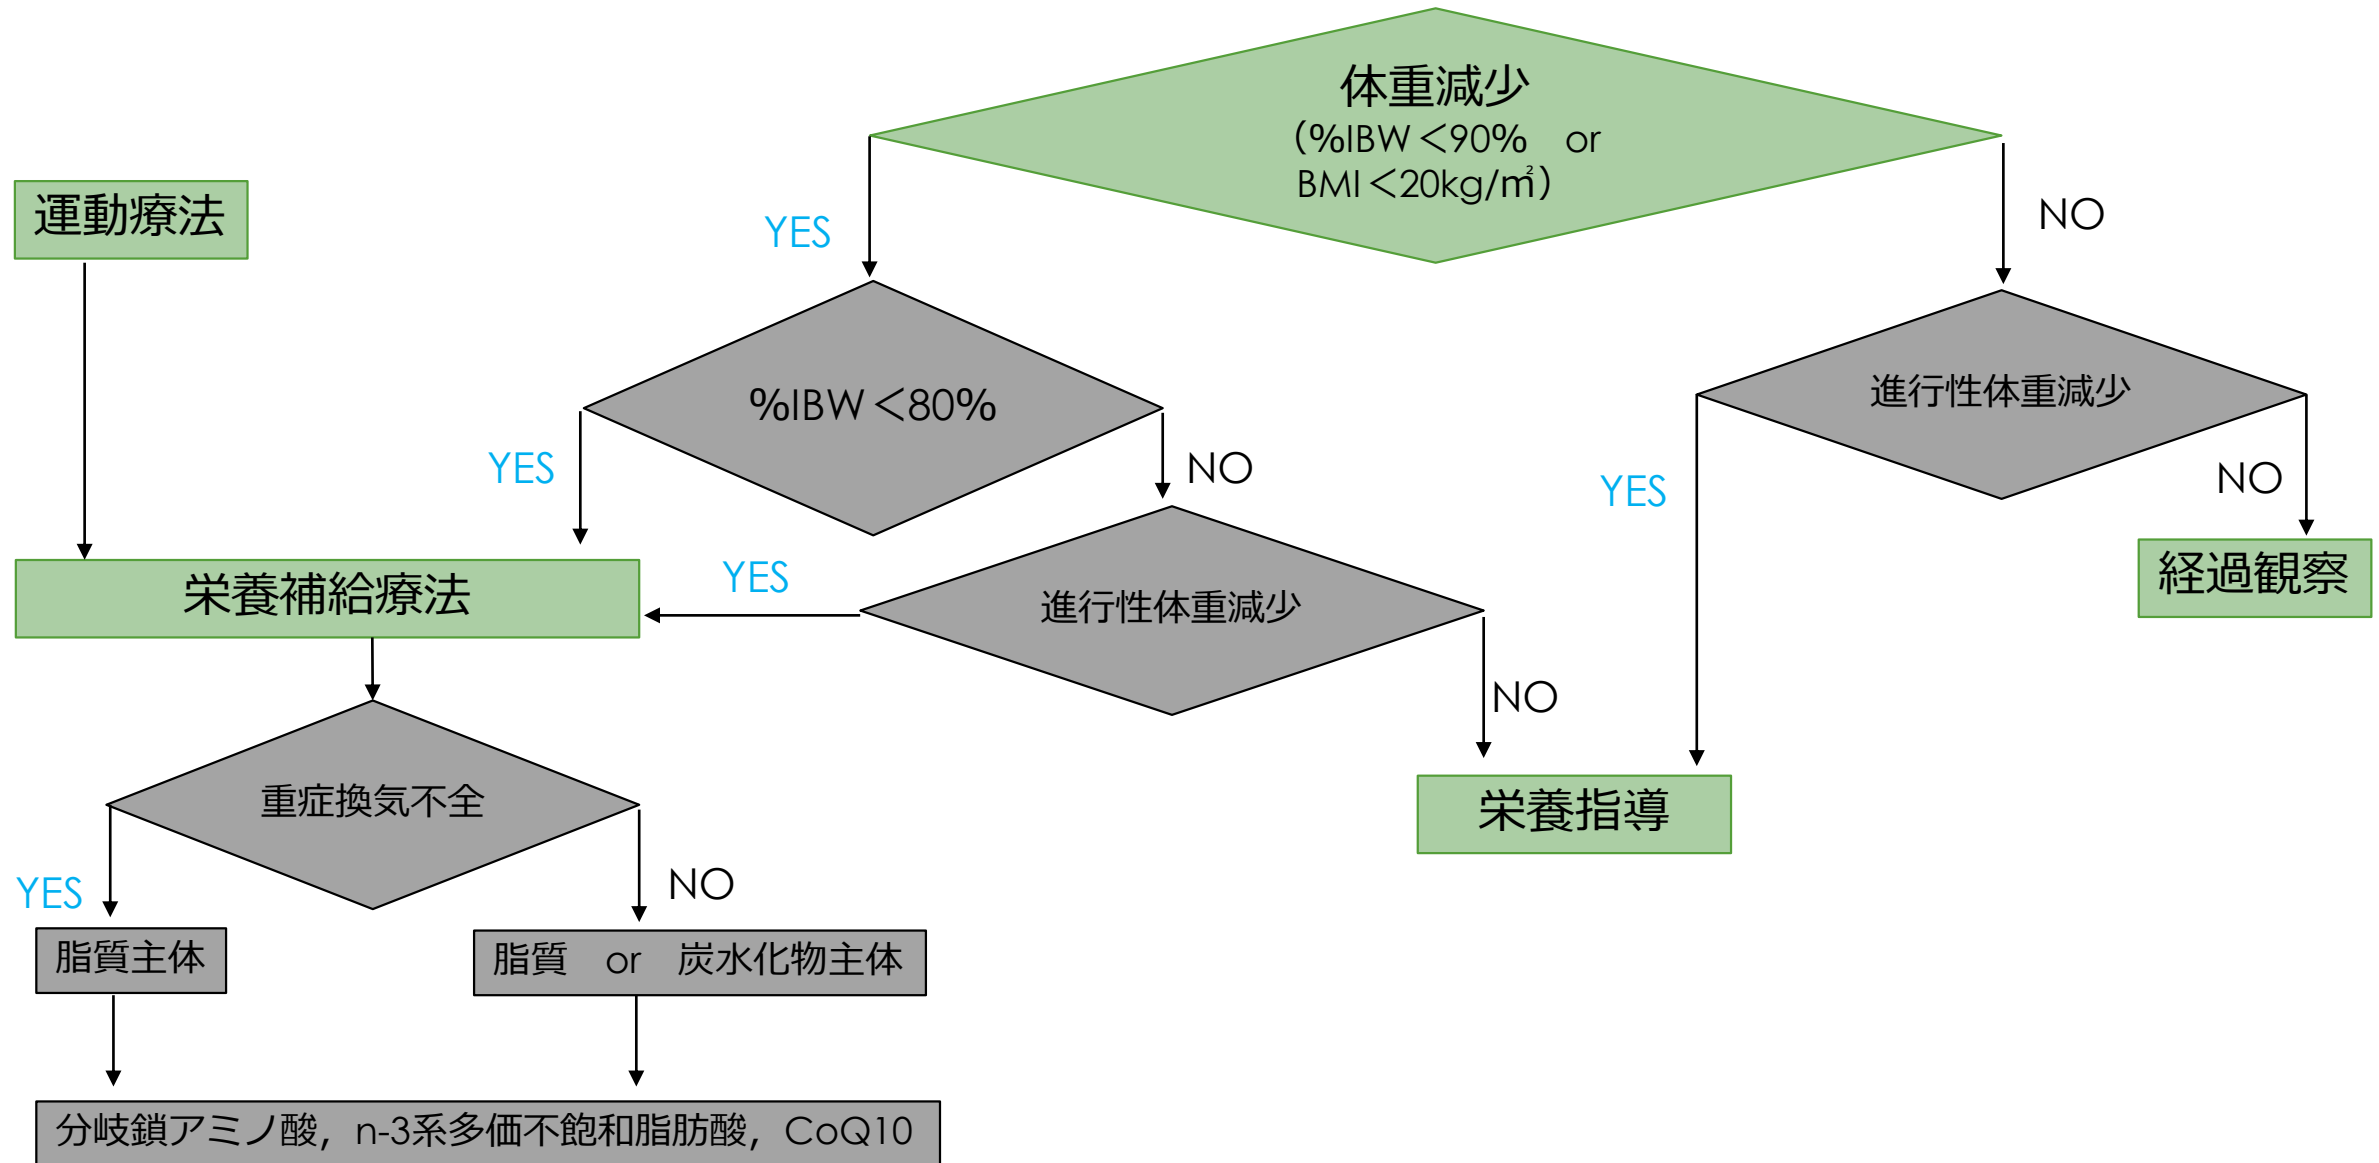 体重減少
（%IBW＜90%　or
BMI＜20kg/㎡）
運動療法
YES
NO
%IBW＜80%
進行性体重減少
YES
NO
YES
NO
栄養補給療法
YES
進行性体重減少
経過観察
NO
重症換気不全
栄養指導
YES
NO
脂質主体
脂質　or　炭水化物主体
分岐鎖アミノ酸，n-3系多価不飽和脂肪酸，CoQ10